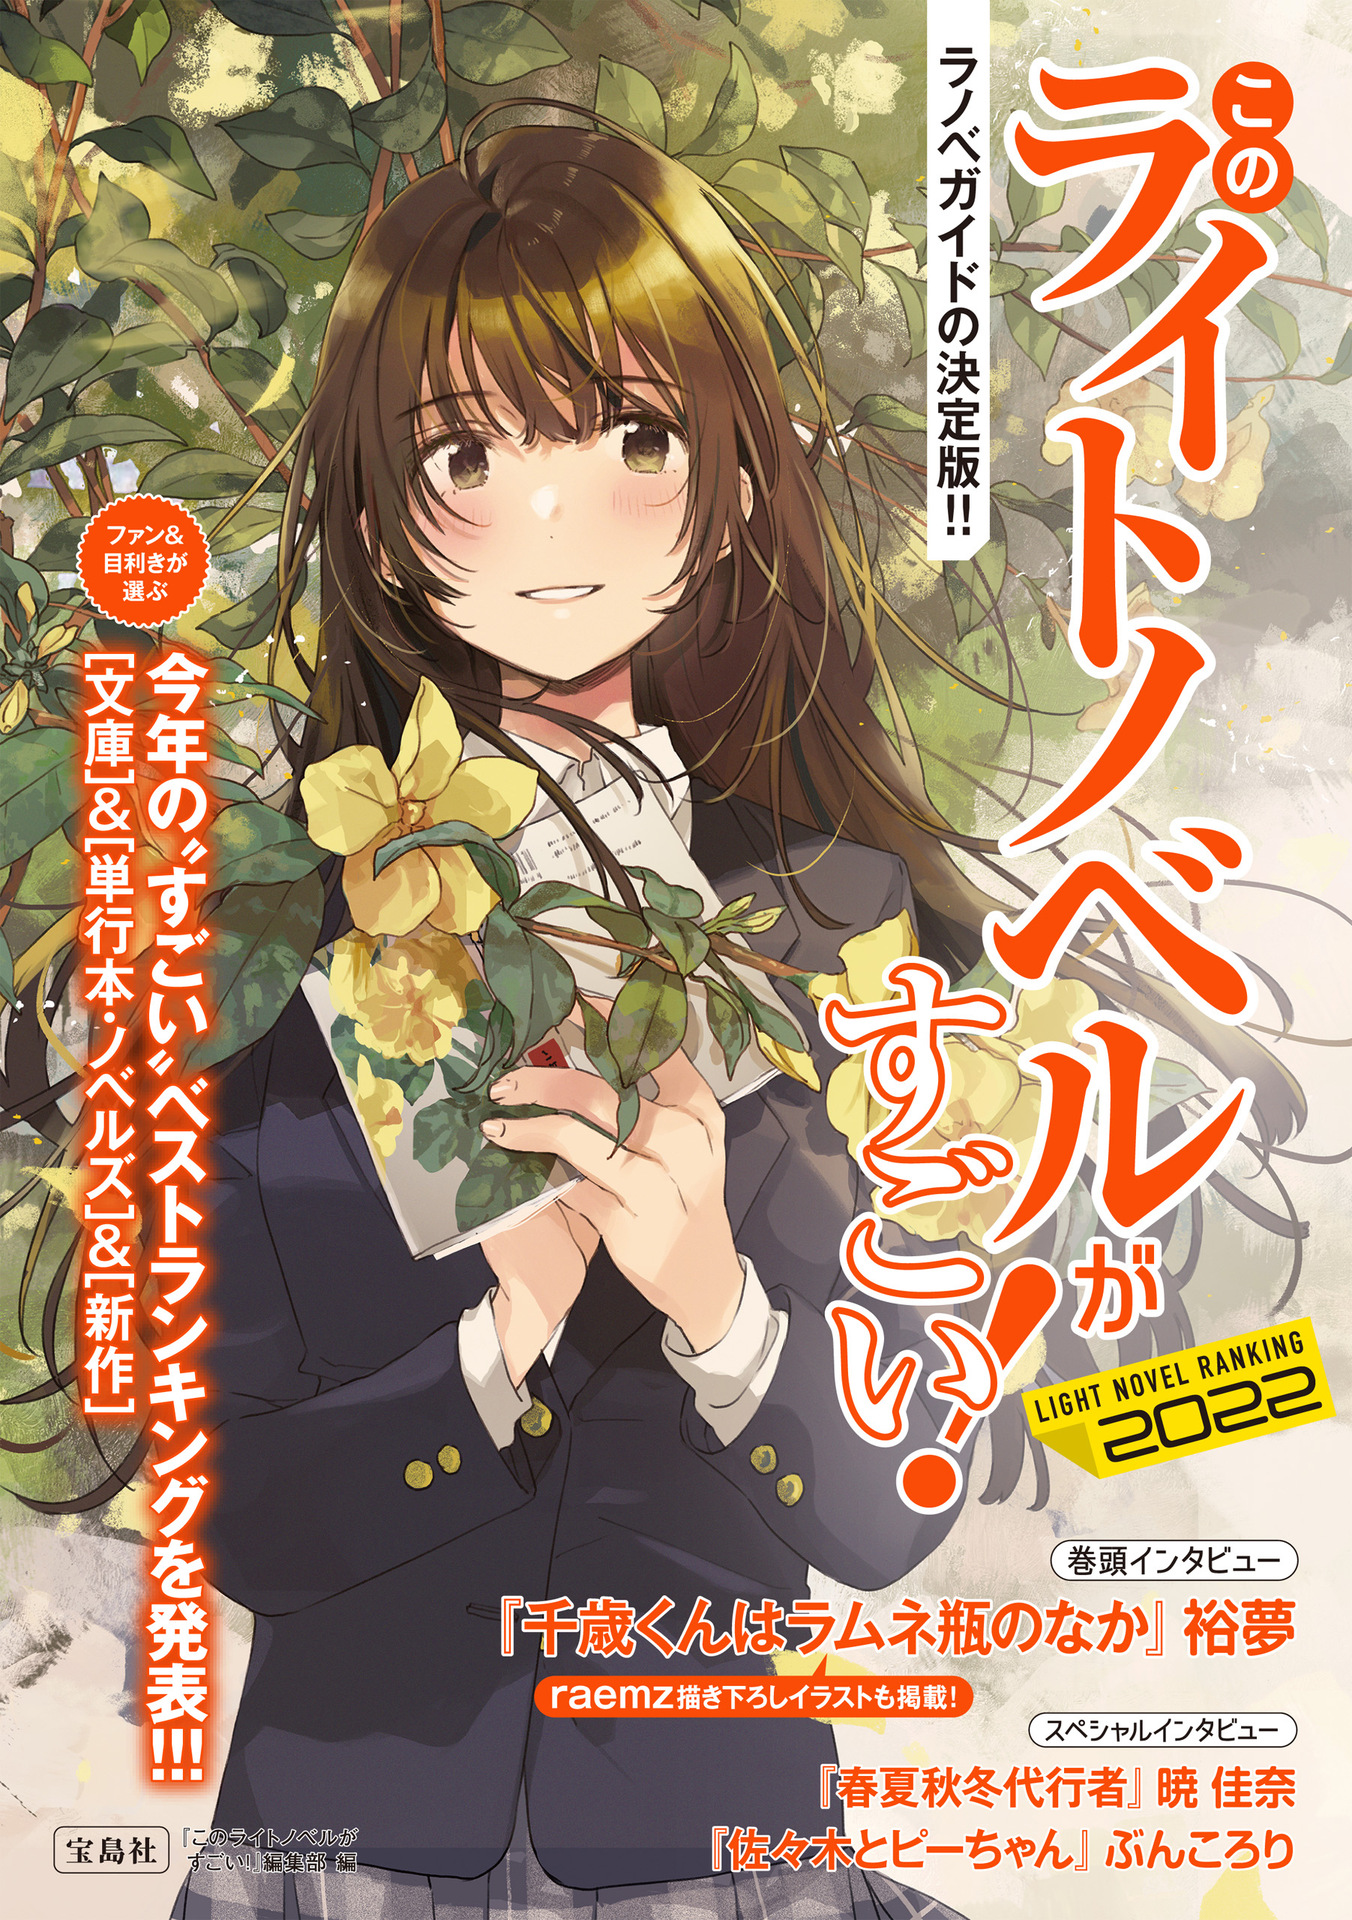 ラノベガイドの決定版!!
この
ライトノベルが
すごい!
LIGHT NOVEL RANKING
2022
ファン&
目利きが
選ぶ
今年の〝すごい〟ベストランキングを発表!!!
[文庫]&[単行本・ノベルズ]&[新作]
巻頭インタビュー
『千歳くんはラムネ瓶のなか』裕夢
raemz描き下ろしイラストも掲載!
スペシャルインタビュー
『春夏秋冬代行者』暁 佳奈
『佐々木とピーちゃん』ぶんころり
宝島社
『このライトノベルが
すごい!』編集部 編